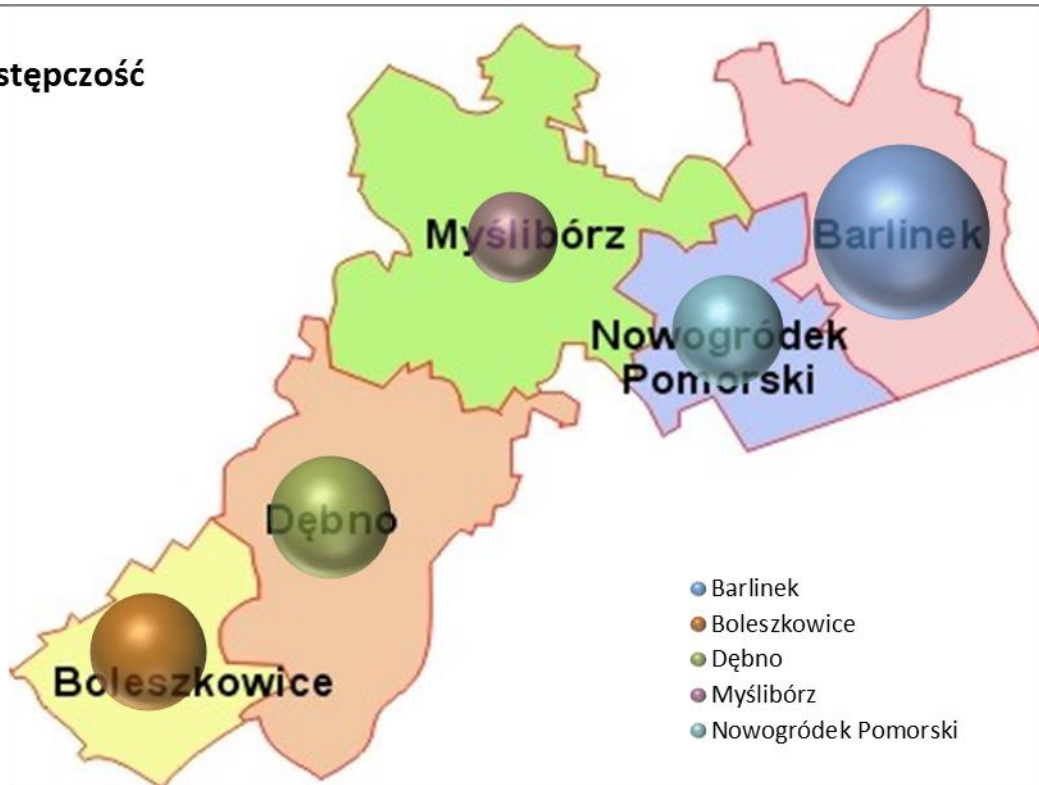 stępczość
Myślibórz
Barlinek
Nowogródek
Pomorski
Dębno
Boleszkowice
Barlinek
Boleszkowice
Dębno
Myślibórz
Nowogródek Pomorski